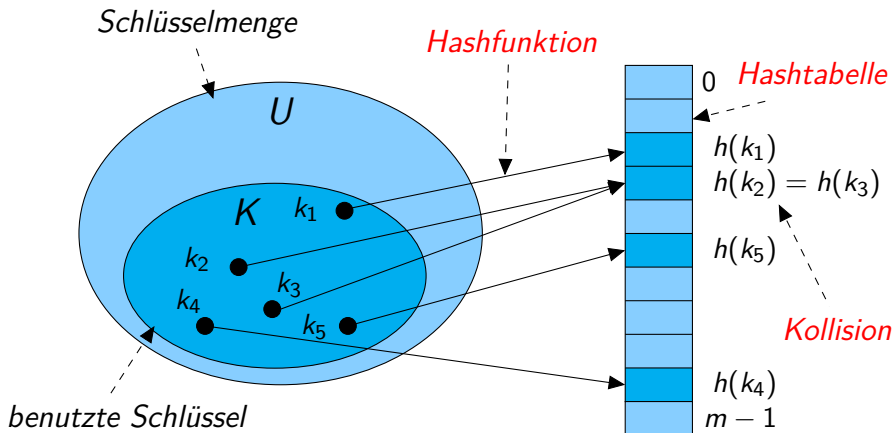 Schlüsselmenge
Hashfunktion
U
0
Hashtabelle
K
k₁
h(k₁)
k₂
h(k₂) = h(k₃)
k₃
k₄
k₅
h(k₅)
Kollision
h(k₄)
benutzte Schlüssel
m − 1